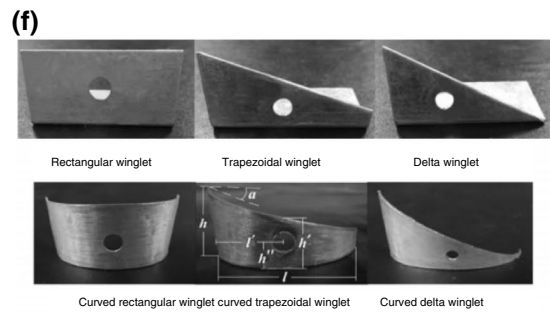 (f)
Rectangular winglet Trapezoidal winglet Delta winglet
a
h l' h'' h'
l
Curved rectangular winglet curved trapezoidal winglet Curved delta winglet